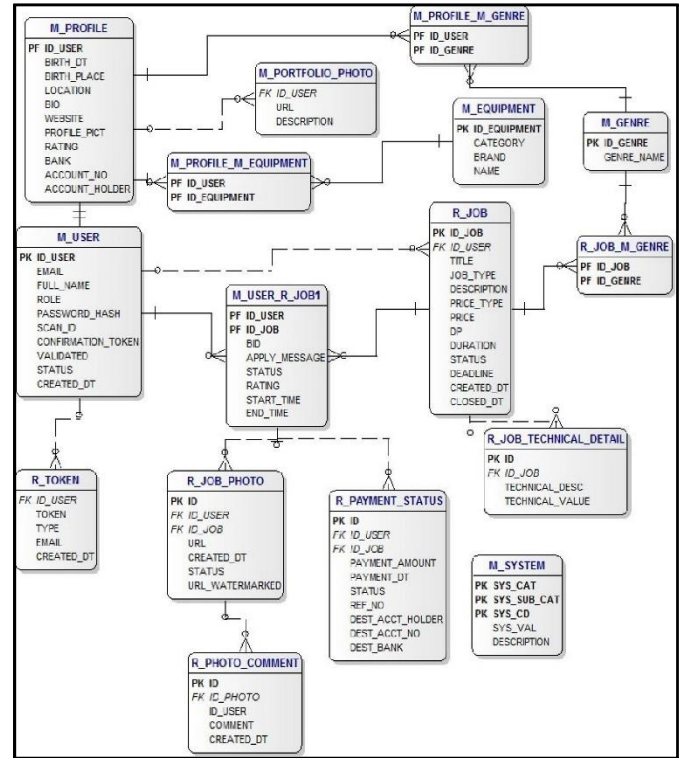 M_PROFILE
PF ID_USER
BIRTH_DT
BIRTH_PLACE
LOCATION
BIO
WEBSITE
PROFILE_PICT
RATING
BANK
ACCOUNT_NO
ACCOUNT_HOLDER
M_PROFILE_M_GENRE
PF ID_USER
PF ID_GENRE
M_PORTFOLIO_PHOTO
FK ID_USER
URL
DESCRIPTION
M_EQUIPMENT
PK ID_EQUIPMENT
CATEGORY
BRAND
NAME
M_GENRE
PK ID_GENRE
GENRE_NAME
M_PROFILE_M_EQUIPMENT
PF ID_USER
PF ID_EQUIPMENT
M_USER
PK ID_USER
EMAIL
FULL_NAME
ROLE
PASSWORD_HASH
SCAN_ID
CONFIRMATION_TOKEN
VALIDATED
STATUS
CREATED_DT
R_JOB
PK ID_JOB
FK ID_USER
TITLE
JOB_TYPE
DESCRIPTION
PRICE_TYPE
PRICE
DP
DURATION
STATUS
DEADLINE
CREATED_DT
CLOSED_DT
R_JOB_M_GENRE
PF ID_JOB
PF ID_GENRE
M_USER_R_JOB1
PF ID_USER
PF ID_JOB
BID
APPLY_MESSAGE
STATUS
RATING
START_TIME
END_TIME
R_JOB_TECHNICAL_DETAIL
PK ID
FK ID_JOB
TECHNICAL_DESC
TECHNICAL_VALUE
R_TOKEN
FK ID_USER
TOKEN
TYPE
EMAIL
CREATED_DT
R_JOB_PHOTO
PK ID
FK ID_USER
FK ID_JOB
URL
CREATED_DT
STATUS
URL_WATERMARKED
R_PAYMENT_STATUS
PK ID
FK ID_USER
FK ID_JOB
PAYMENT_AMOUNT
PAYMENT_DT
STATUS
REF_NO
DEST_ACCT_HOLDER
DEST_ACCT_NO
DEST_BANK
M_SYSTEM
PK SYS_CAT
PK SYS_SUB_CAT
PK SYS_CD
SYS_VAL
DESCRIPTION
R_PHOTO_COMMENT
PK ID
FK ID_PHOTO
ID_USER
COMMENT
CREATED_DT